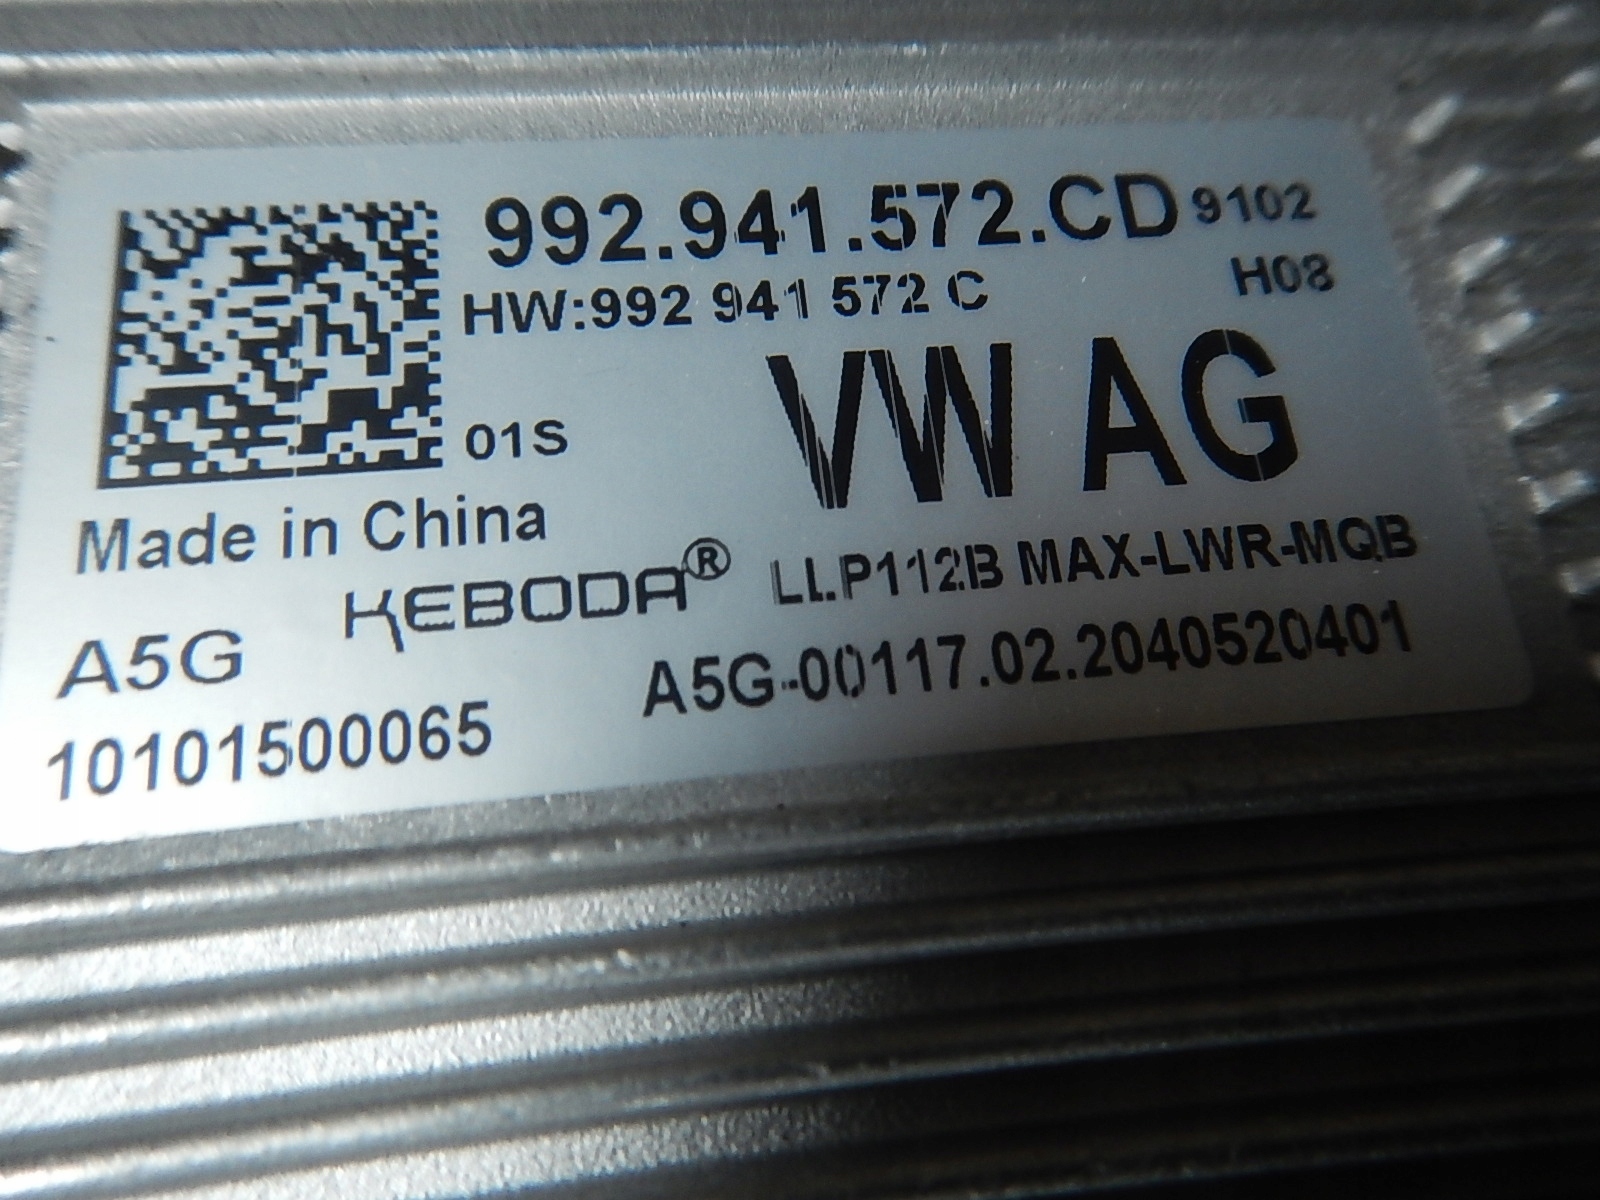 992.941.572.CD 9102
HW:992 941 572 C H08
VW AG
01S
Made in China
KEBODA® LLP112B MAX-LWR-MQB
A5G A5G-00117.02.2040520401
10101500065